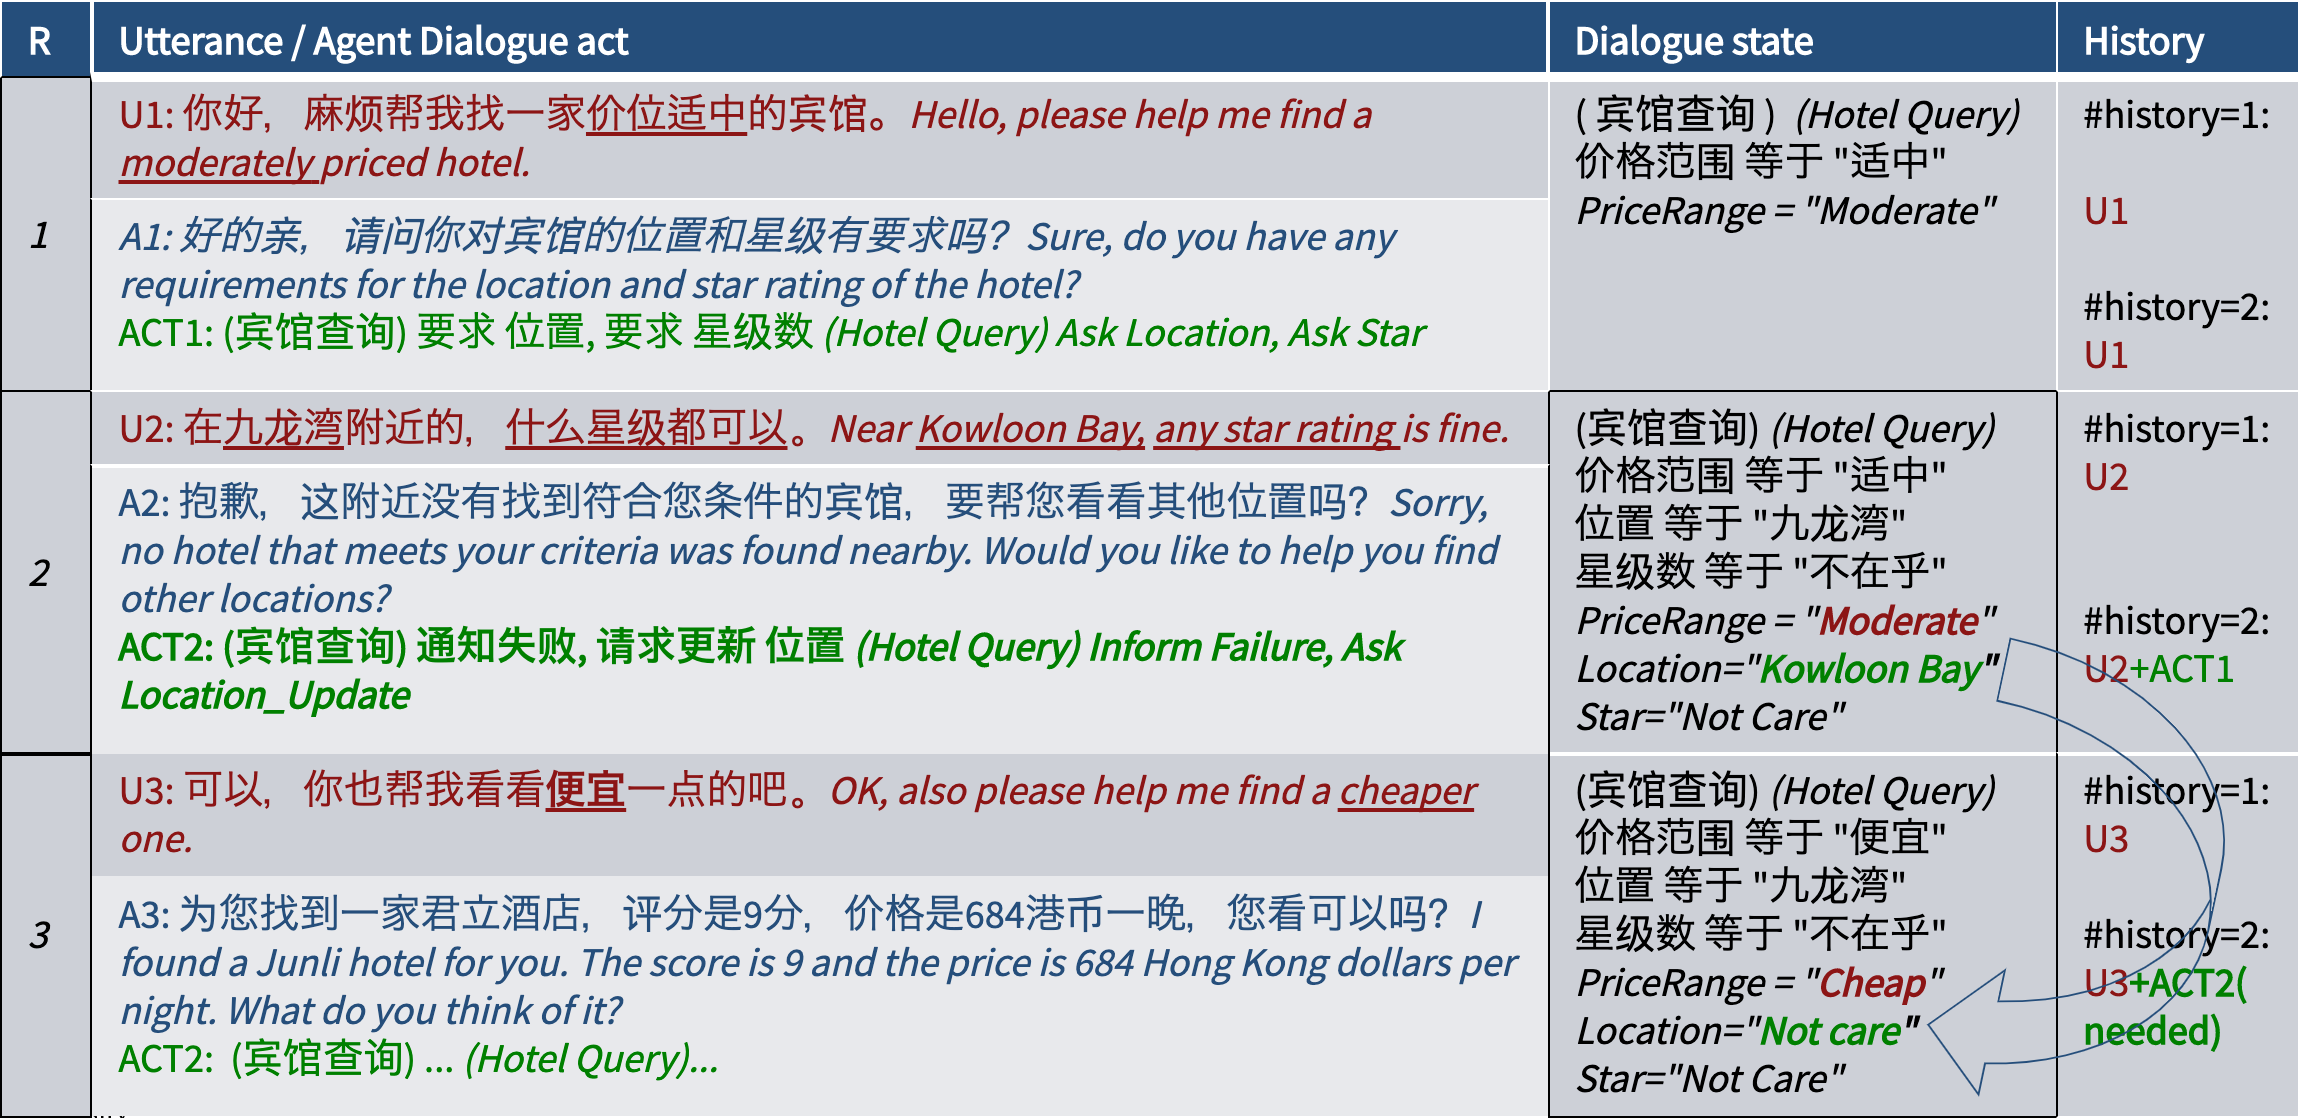 R
Utterance / Agent Dialogue act
Dialogue state
History
1
U1: 你好, 麻烦帮我找一家价位适中的宾馆。Hello, please help me find a
moderately priced hotel.
A1: 好的亲, 请问你对宾馆的位置和星级有要求吗? Sure, do you have any
requirements for the location and star rating of the hotel?
ACT1: (宾馆查询) 要求 位置, 要求 星级数 (Hotel Query) Ask Location, Ask Star
( 宾馆查询 ) (Hotel Query)
价格范围 等于 "适中"
PriceRange = "Moderate"
#history=1:
U1
#history=2:
U1
2
U2: 在九龙湾附近的, 什么星级都可以。Near Kowloon Bay, any star rating is fine.
A2: 抱歉, 这附近没有找到符合您条件的宾馆, 要帮您看看其他位置吗? Sorry,
no hotel that meets your criteria was found nearby. Would you like to help you find
other locations?
ACT2: (宾馆查询) 通知失败, 请求更新 位置 (Hotel Query) Inform Failure, Ask
Location_Update
(宾馆查询) (Hotel Query)
价格范围 等于 "适中"
位置 等于 "九龙湾"
星级数 等于 "不在乎"
PriceRange = "Moderate"
Location="Kowloon Bay"
Star="Not Care"
#history=1:
U2
#history=2:
U2+ACT1
3
U3: 可以, 你也帮我看看便宜一点的吧。OK, also please help me find a cheaper
one.
A3: 为您找到一家君立酒店, 评分是9分, 价格是684港币一晚, 您看可以吗? I
found a Junli hotel for you. The score is 9 and the price is 684 Hong Kong dollars per
night. What do you think of it?
ACT2: (宾馆查询) ... (Hotel Query)...
(宾馆查询) (Hotel Query)
价格范围 等于 "便宜"
位置 等于 "九龙湾"
星级数 等于 "不在乎"
PriceRange = "Cheap"
Location="Not care"
Star="Not Care"
#history=1:
U3
#history=2:
U3+ACT2(
needed)